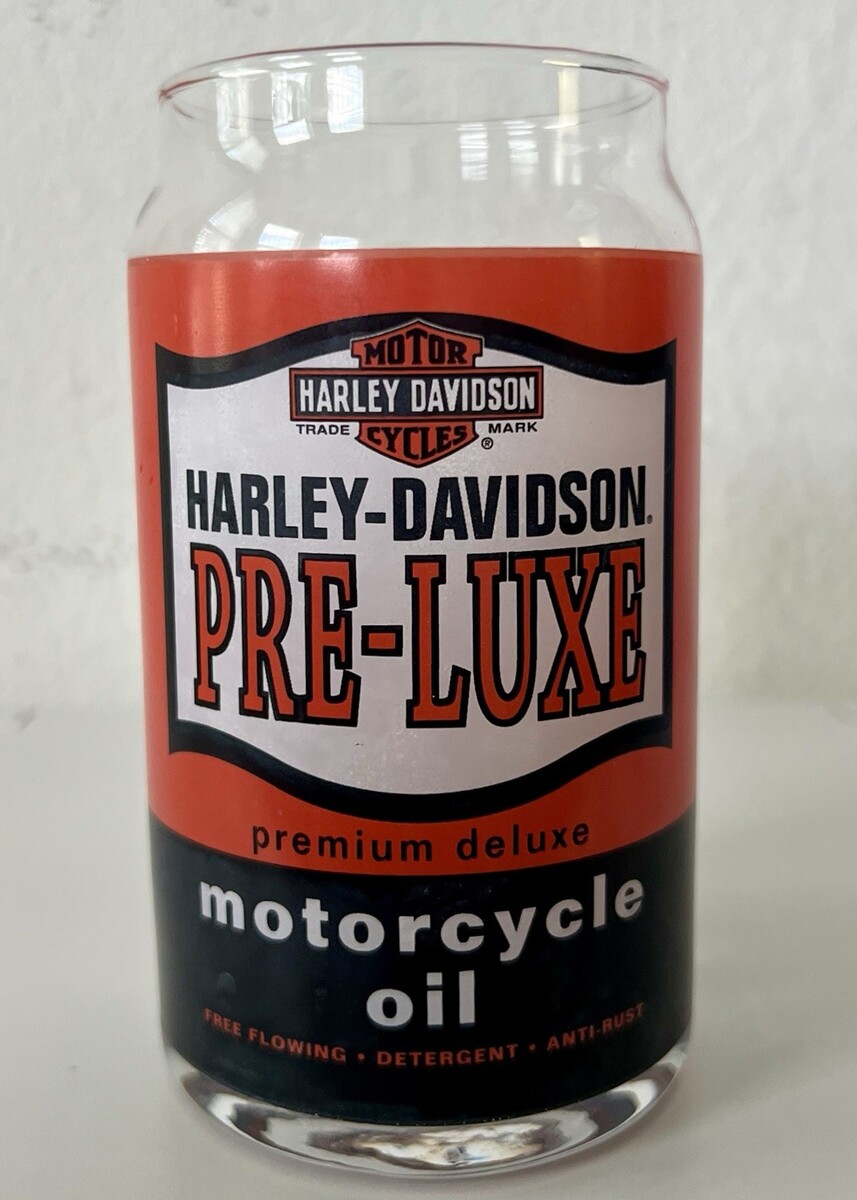 MOTOR
HARLEY DAVIDSON
TRADE MARK
CYCLES ®
HARLEY-DAVIDSON®
PRE-LUXE
premium deluxe
motorcycle
oil
FREE FLOWING • DETERGENT • ANTI-RUST